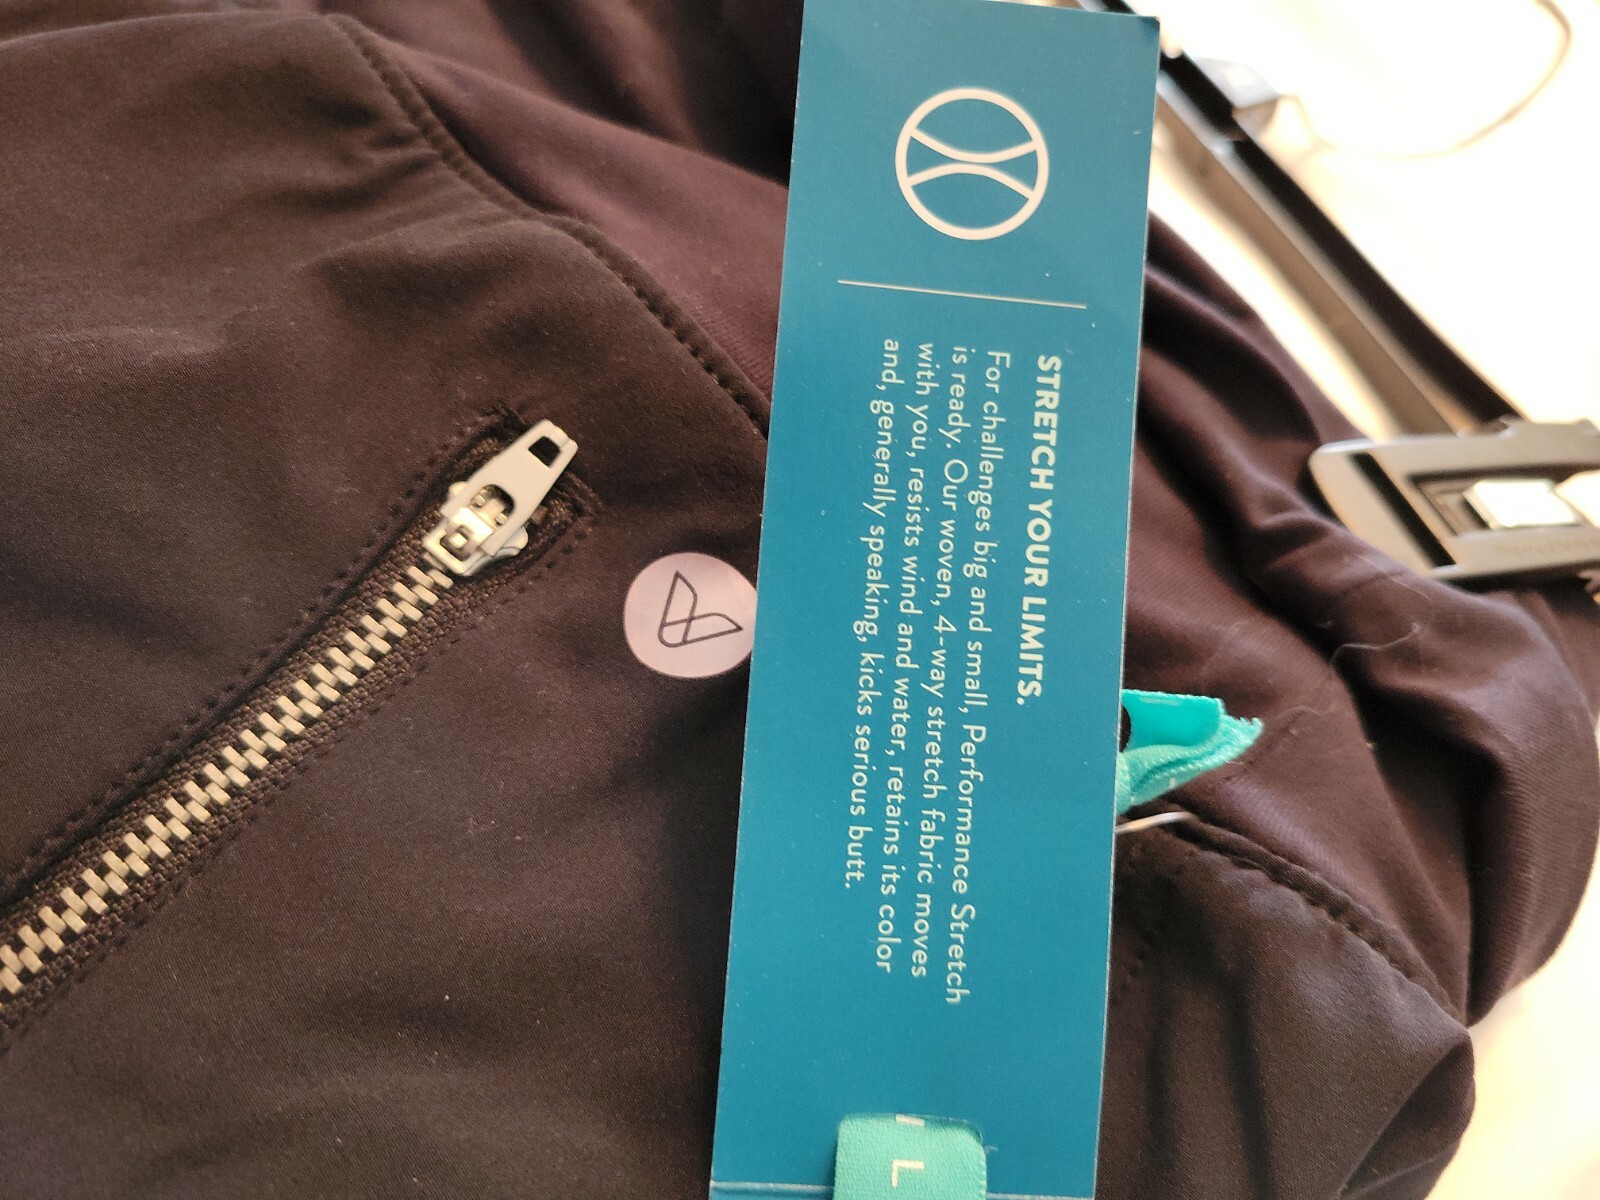 STRETCH YOUR LIMITS.
For challenges big and small, Performance Stretch
is ready. Our woven, 4-way stretch fabric moves
with you, resists wind and water, retains its color
and, generally speaking, kicks serious butt.
L